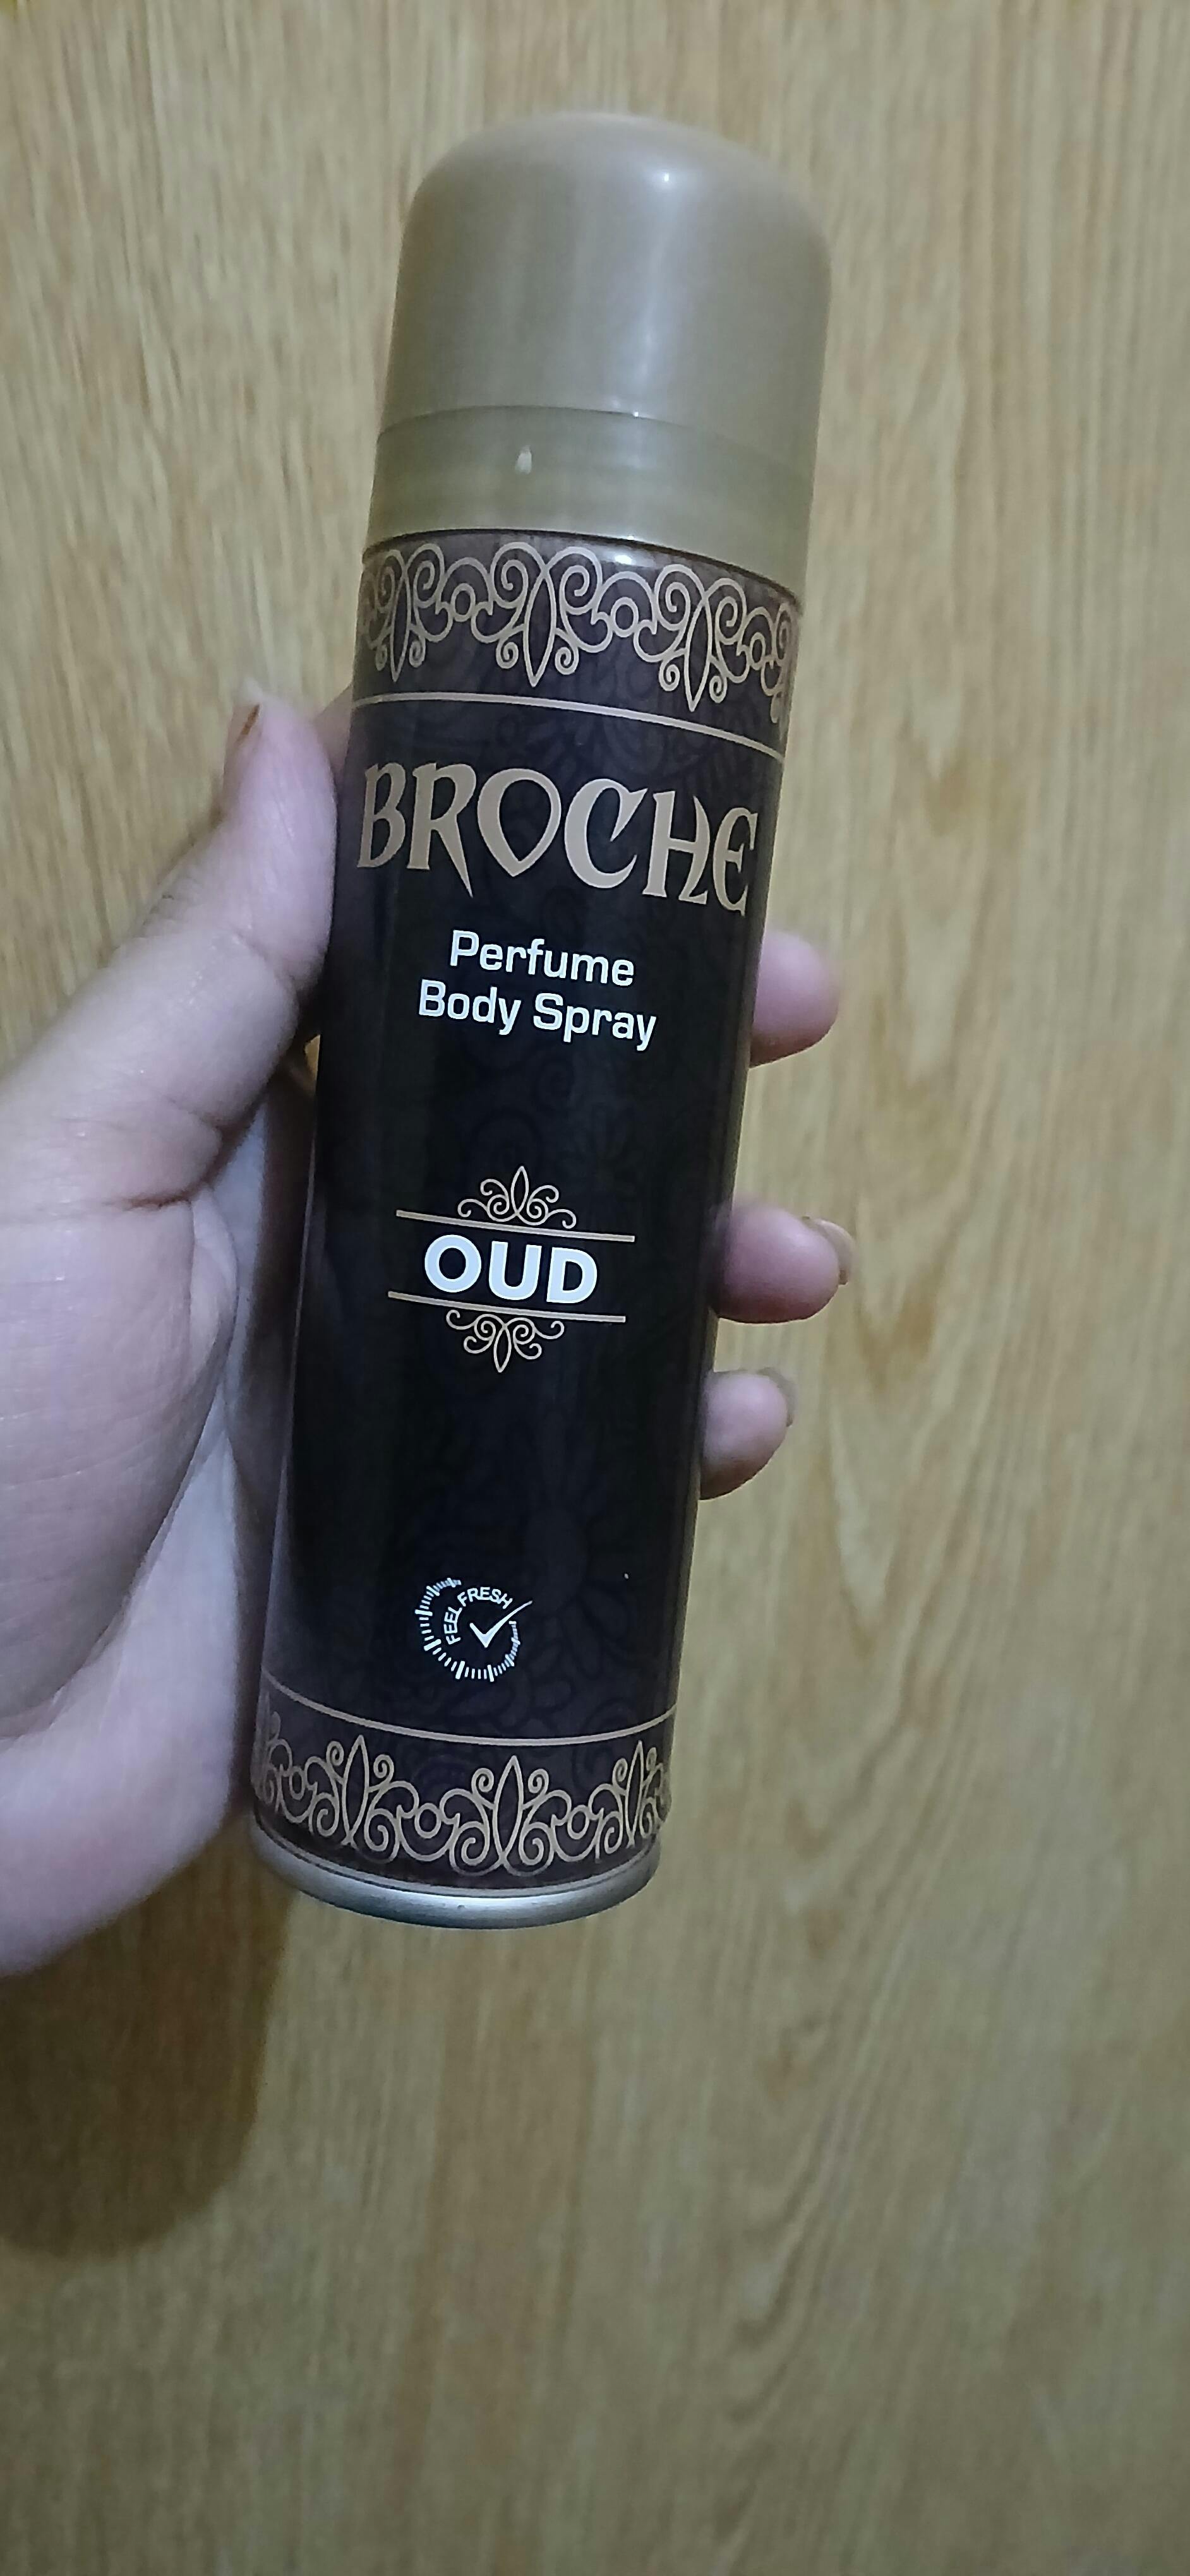 BROCHE
Perfume
Body Spray
OUD
FEEL FRESH